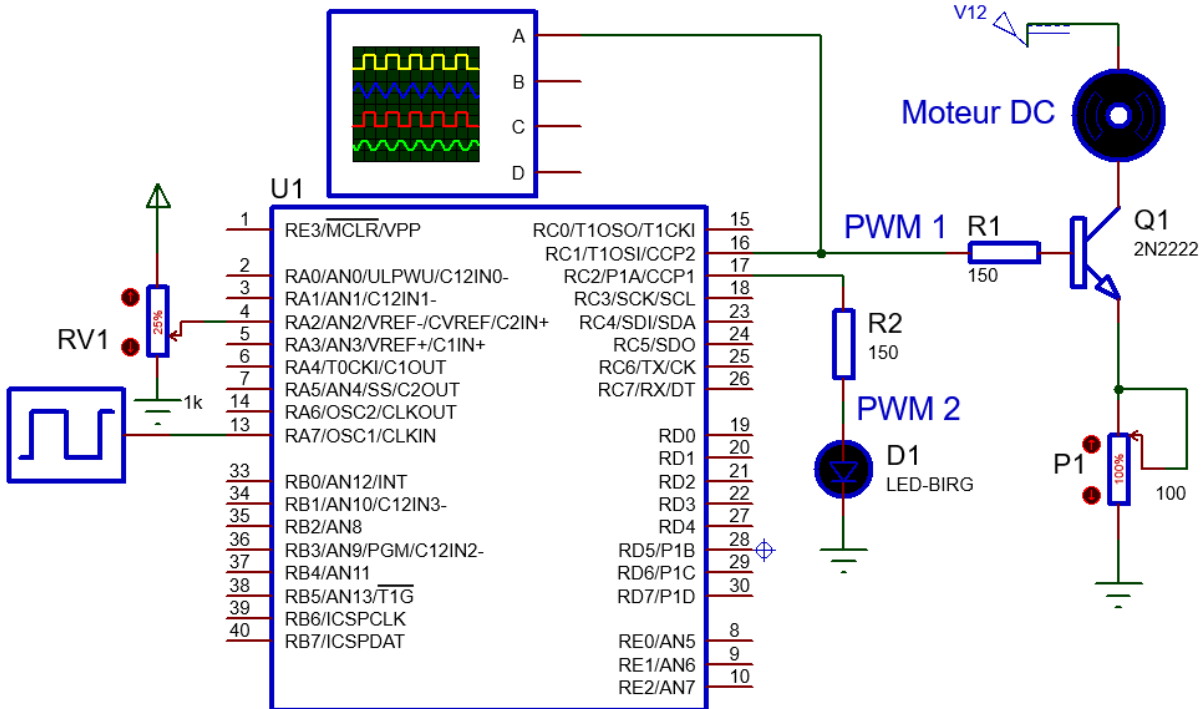 V12
A
Moteur DC
B
C
D
U1
1 RE3/MCLR/VPP RC0/T1OSO/T1CKI 15
RC1/T1OSI/CCP2 16
PWM 1
R1
150
Q1
2N2222
2 RA0/AN0/ULPWU/C12IN0- RC2/P1A/CCP1 17
3 RA1/AN1/C12IN1- RC3/SCK/SCL 18
4 RA2/AN2/VREF-/CVREF/C2IN+ RC4/SDI/SDA 23
5 RA3/AN3/VREF+/C1IN+ RC5/SDO 24
6 RA4/T0CKI/C1OUT RC6/TX/CK 25
7 RA5/AN4/SS/C2OUT RC7/RX/DT 26
14 RA6/OSC2/CLKOUT
13 RA7/OSC1/CLKIN RD0 19
RD1 20
33 RB0/AN12/INT RD2 21
34 RB1/AN10/C12IN3- RD3 22
35 RB2/AN8 RD4 27
36 RB3/AN9/PGM/C12IN2- RD5/P1B 28
37 RB4/AN11 RD6/P1C 29
38 RB5/AN13/T1G RD7/P1D 30
39 RB6/ICSPCLK
40 RB7/ICSPDAT RE0/AN5 8
RE1/AN6 9
RE2/AN7 10
RV1
25%
1k
R2
150
PWM 2
D1
LED-BIRG
P1
100%
100